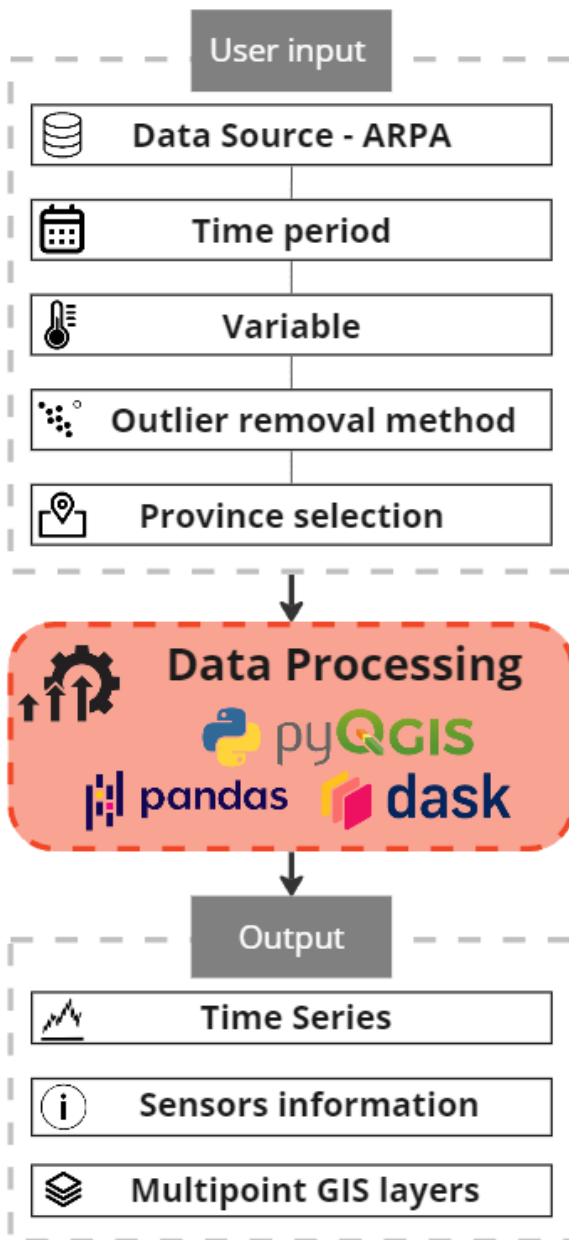 User input
Data Source - ARPA
Time period
Variable
Outlier removal method
Province selection
Data Processing
pyQGIS
pandas dask
Output
Time Series
i Sensors information
Multipoint GIS layers